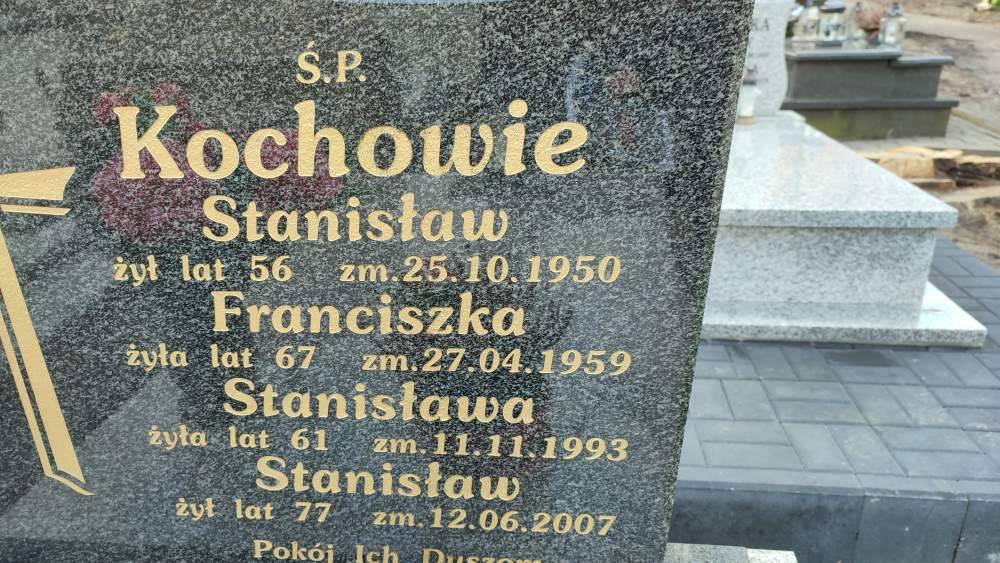 Ś.P.
Kochowie
Stanisław
żył lat 56 zm.25.10.1950
Franciszka
żyła lat 67 zm.27.04.1959
Stanisława
żyła lat 61 zm.11.11.1993
Stanisław
żył lat 77 zm.12.06.2007
Pokój Ich Duszom